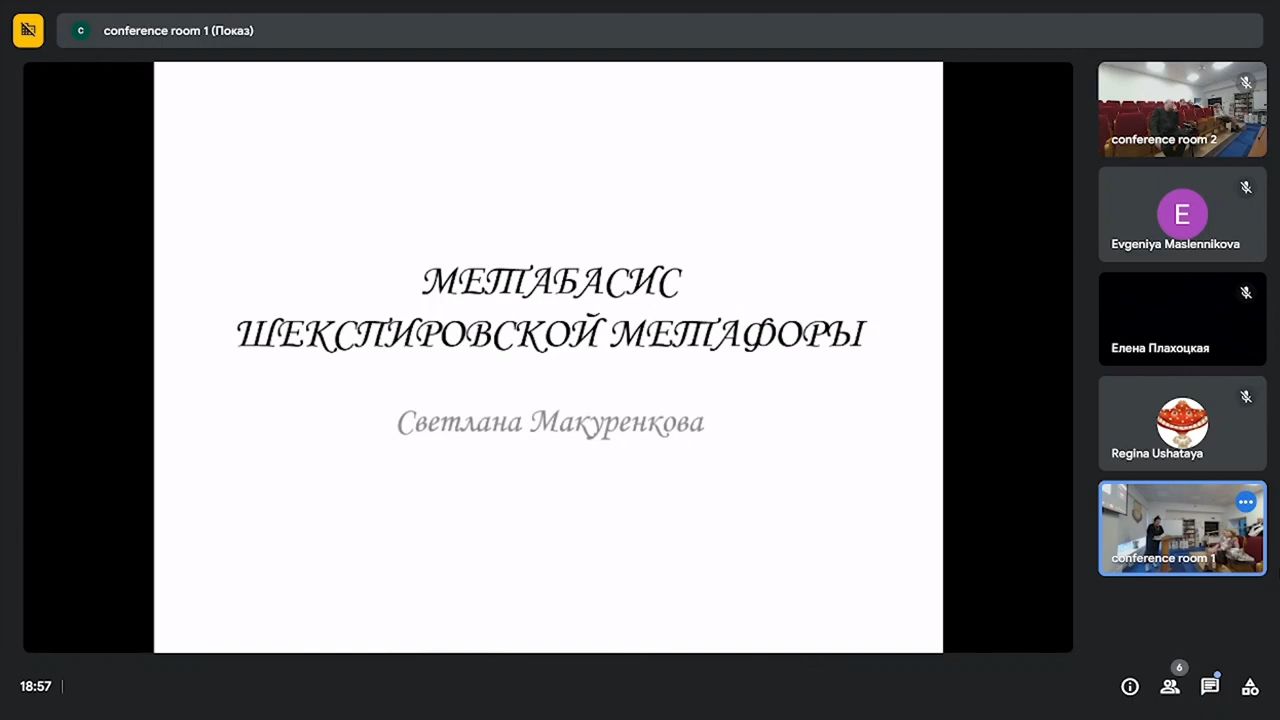 c conference room 1 (Показ)
МЕТАБАСИС
ШЕКСПИРОВСКОЙ МЕТАФОРЫ
Светлана Макуренкова
conference room 2
E
Evgeniya Maslennikova
Елена Плахоцкая
Regina Ushataya
conference room 1
18:57
6